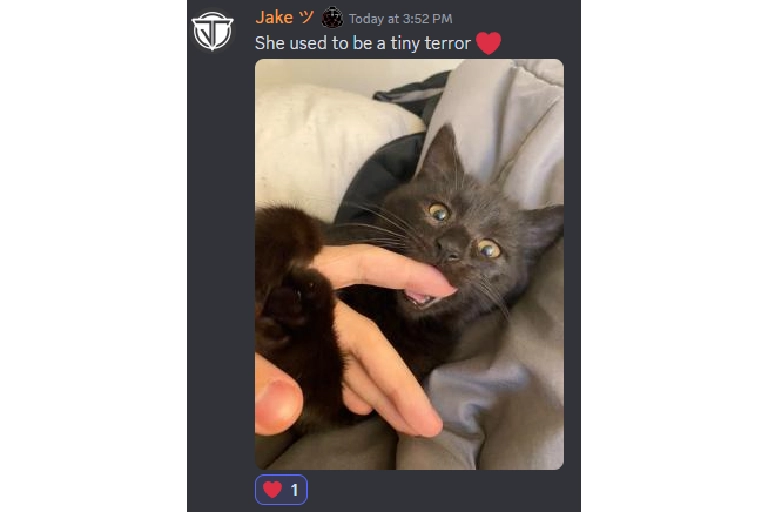 Jake ツ Today at 3:52 PM
She used to be a tiny terror ❤️
❤️ 1